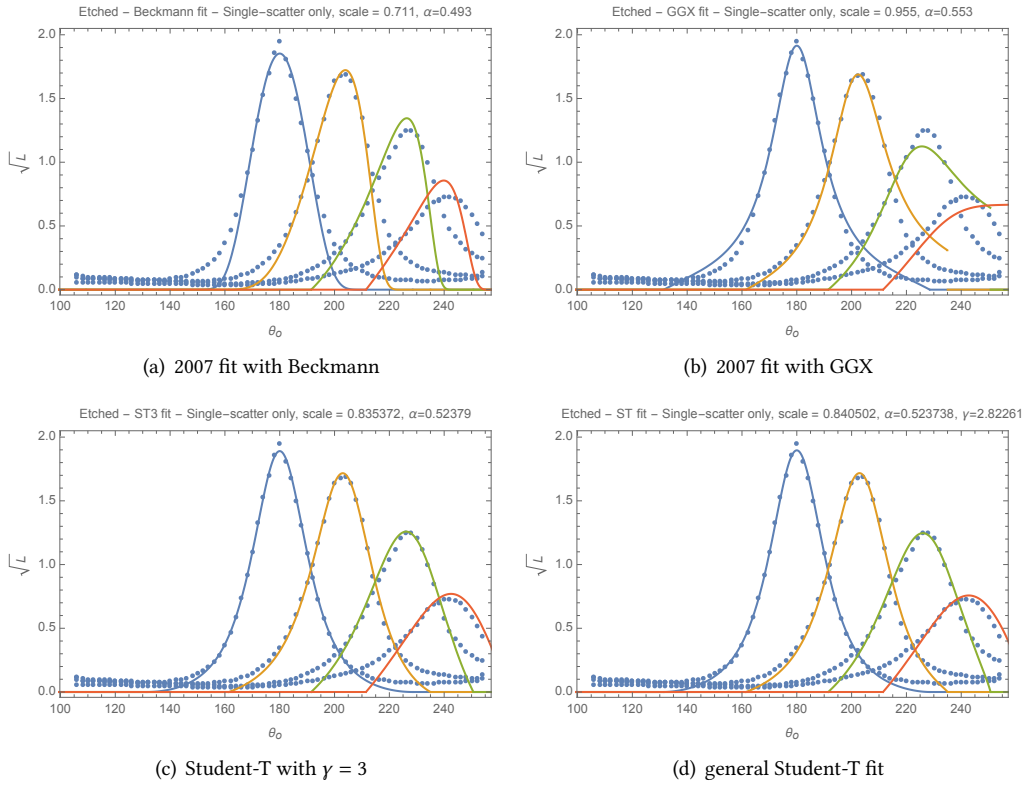 Etched – Beckmann fit – Single-scatter only, scale = 0.711, α=0.493
2.0
1.5
√L
1.0
0.5
0.0
100 120 140 160 180 200 220 240
θo
(a) 2007 fit with Beckmann
Etched – GGX fit – Single-scatter only, scale = 0.955, α=0.553
2.0
1.5
√L
1.0
0.5
0.0
100 120 140 160 180 200 220 240
θo
(b) 2007 fit with GGX
Etched – ST3 fit – Single-scatter only, scale = 0.835372, α=0.52379
2.0
1.5
√L
1.0
0.5
0.0
100 120 140 160 180 200 220 240
θo
(c) Student-T with γ = 3
Etched – ST fit – Single-scatter only, scale = 0.840502, α=0.523738, γ=2.82261
2.0
1.5
√L
1.0
0.5
0.0
100 120 140 160 180 200 220 240
θo
(d) general Student-T fit